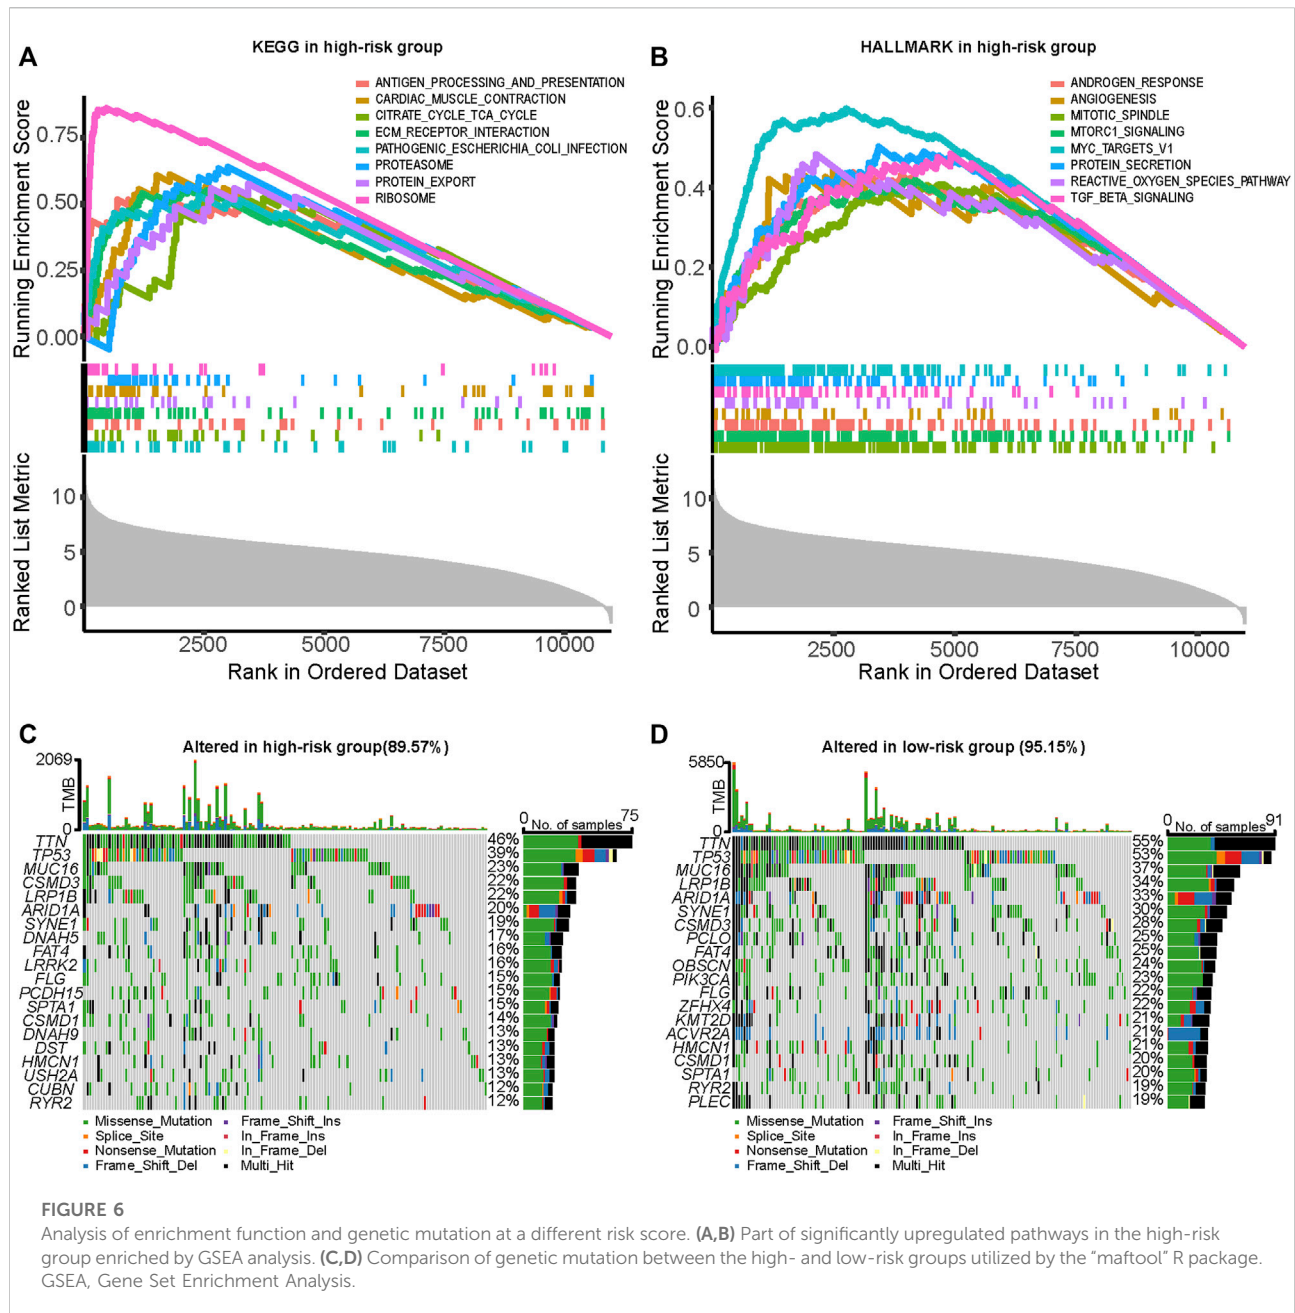 A
KEGG in high-risk group
ANTIGEN_PROCESSING_AND_PRESENTATION
CARDIAC_MUSCLE_CONTRACTION
CITRATE_CYCLE_TCA_CYCLE
ECM_RECEPTOR_INTERACTION
PATHOGENIC_ESCHERICHIA_COLI_INFECTION
PROTEASOME
PROTEIN_EXPORT
RIBOSOME
Running Enrichment Score
0.75
0.50
0.25
0.00
Ranked List Metric
10
5
0
2500 5000 7500 10000
Rank in Ordered Dataset
B
HALLMARK in high-risk group
ANDROGEN_RESPONSE
ANGIOGENESIS
MITOTIC_SPINDLE
MTORC1_SIGNALING
MYC_TARGETS_V1
PROTEIN_SECRETION
REACTIVE_OXYGEN_SPECIES_PATHWAY
TGF_BETA_SIGNALING
Running Enrichment Score
0.6
0.4
0.2
0.0
Ranked List Metric
10
5
0
2500 5000 7500 10000
Rank in Ordered Dataset
C
Altered in high-risk group(89.57%)
2069
TMB
0
0 75
No. of samples
TTN 46%
TP53 39%
MUC16 23%
CSMD3 22%
LRP1B 22%
ARID1A 20%
SYNE1 19%
DNAH5 17%
FAT4 16%
LRRK2 16%
FLG 15%
PCDH15 15%
SPTA1 15%
CSMD1 14%
DNAH9 13%
DST 13%
HMCN1 13%
USH2A 13%
CUBN 12%
RYR2 12%
Missense_Mutation
Splice_Site
Nonsense_Mutation
Frame_Shift_Del
Frame_Shift_Ins
In_Frame_Ins
In_Frame_Del
Multi_Hit
D
Altered in low-risk group (95.15%)
5850
TMB
0
0 91
No. of samples
TTN 55%
TP53 53%
MUC16 37%
LRP1B 34%
ARID1A 33%
SYNE1 30%
CSMD3 28%
PCLO 25%
FAT4 25%
OBSCN 24%
PIK3CA 23%
FLG 22%
ZFHX4 22%
KMT2D 21%
ACVR2A 21%
HMCN1 21%
CSMD1 20%
SPTA1 20%
RYR2 19%
PLEC 19%
Missense_Mutation
Splice_Site
Nonsense_Mutation
Frame_Shift_Del
Frame_Shift_Ins
In_Frame_Ins
In_Frame_Del
Multi_Hit
FIGURE 6
Analysis of enrichment function and genetic mutation at a different risk score. (A,B) Part of significantly upregulated pathways in the high-risk
group enriched by GSEA analysis. (C,D) Comparison of genetic mutation between the high- and low-risk groups utilized by the “maftool” R package.
GSEA, Gene Set Enrichment Analysis.